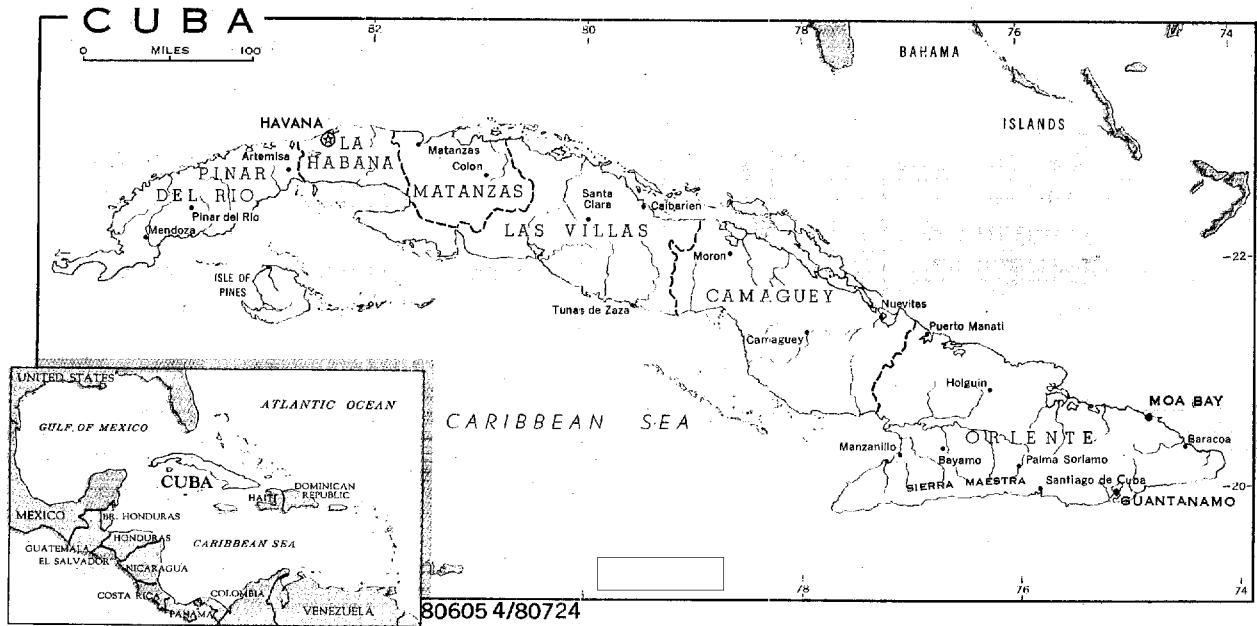 CUBA
0 MILES 100
82 80 78 76 74
BAHAMA
ISLANDS
HAVANA
LA
HABANA
Artemisa
PINAR
DEL RIO
Pinar del Rio
Mendoza
Matanzas
Colon
MATANZAS
Santa
Clara
Caibarien
LAS VILLAS
ISLE OF
PINES
Tunas de Zaza
Moron
CAMAGUEY
Camaguey
Nuevitas
Puerto Manati
-22
Holguin
MOA BAY
ORIENTE
Baracoa
Manzanillo
Bayamo
Palma Soriamo
SIERRA MAESTRA
Santiago de Cuba
GUANTANAMO
-20
CARIBBEAN SEA
UNITED STATES
ATLANTIC OCEAN
GULF OF MEXICO
CUBA
HAITI
DOMINICAN
REPUBLIC
MEXICO
BR. HONDURAS
HONDURAS
GUATEMALA
EL SALVADOR
CARIBBEAN SEA
NICARAGUA
COSTA RICA
PANAMA
COLOMBIA
VENEZUELA
78 76 74
80605 4/80724